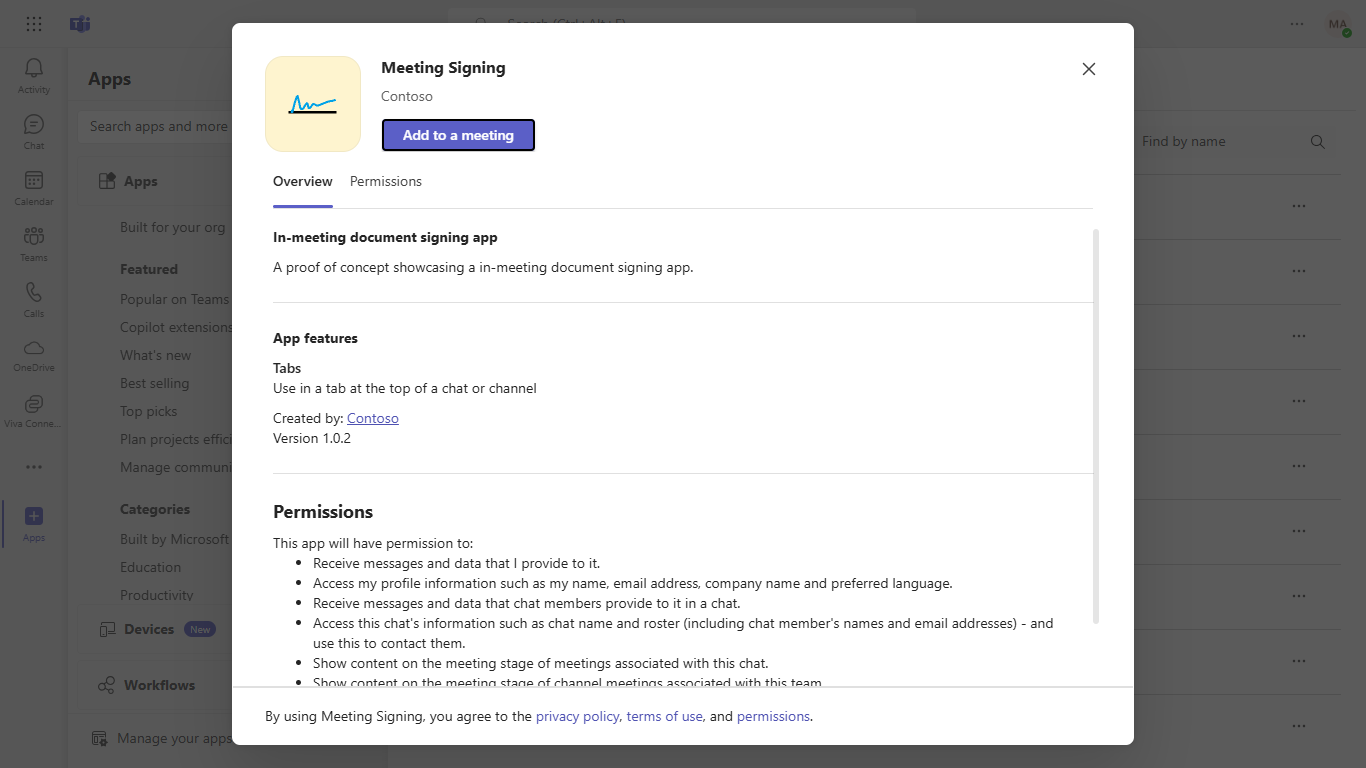 Search (Ctrl+Alt+E)
MA
Activity
Chat
Calendar
Teams
Calls
OneDrive
Viva Conne...
Apps
Apps
Search apps and more
Apps
Built for your org
Featured
Popular on Teams
Copilot extensions
What's new
Best selling
Top picks
Plan projects effici
Manage communi
Categories
Built by Microsoft
Education
Productivity
Devices New
Workflows
Manage your apps
Find by name
Meeting Signing
Contoso
Add to a meeting
Overview Permissions
In-meeting document signing app
A proof of concept showcasing a in-meeting document signing app.
App features
Tabs
Use in a tab at the top of a chat or channel
Created by: Contoso
Version 1.0.2
Permissions
This app will have permission to:
Receive messages and data that I provide to it.
Access my profile information such as my name, email address, company name and preferred language.
Receive messages and data that chat members provide to it in a chat.
Access this chat's information such as chat name and roster (including chat member's names and email addresses) - and
use this to contact them.
Show content on the meeting stage of meetings associated with this chat.
Show content on the meeting stage of channel meetings associated with this team
By using Meeting Signing, you agree to the privacy policy, terms of use, and permissions.